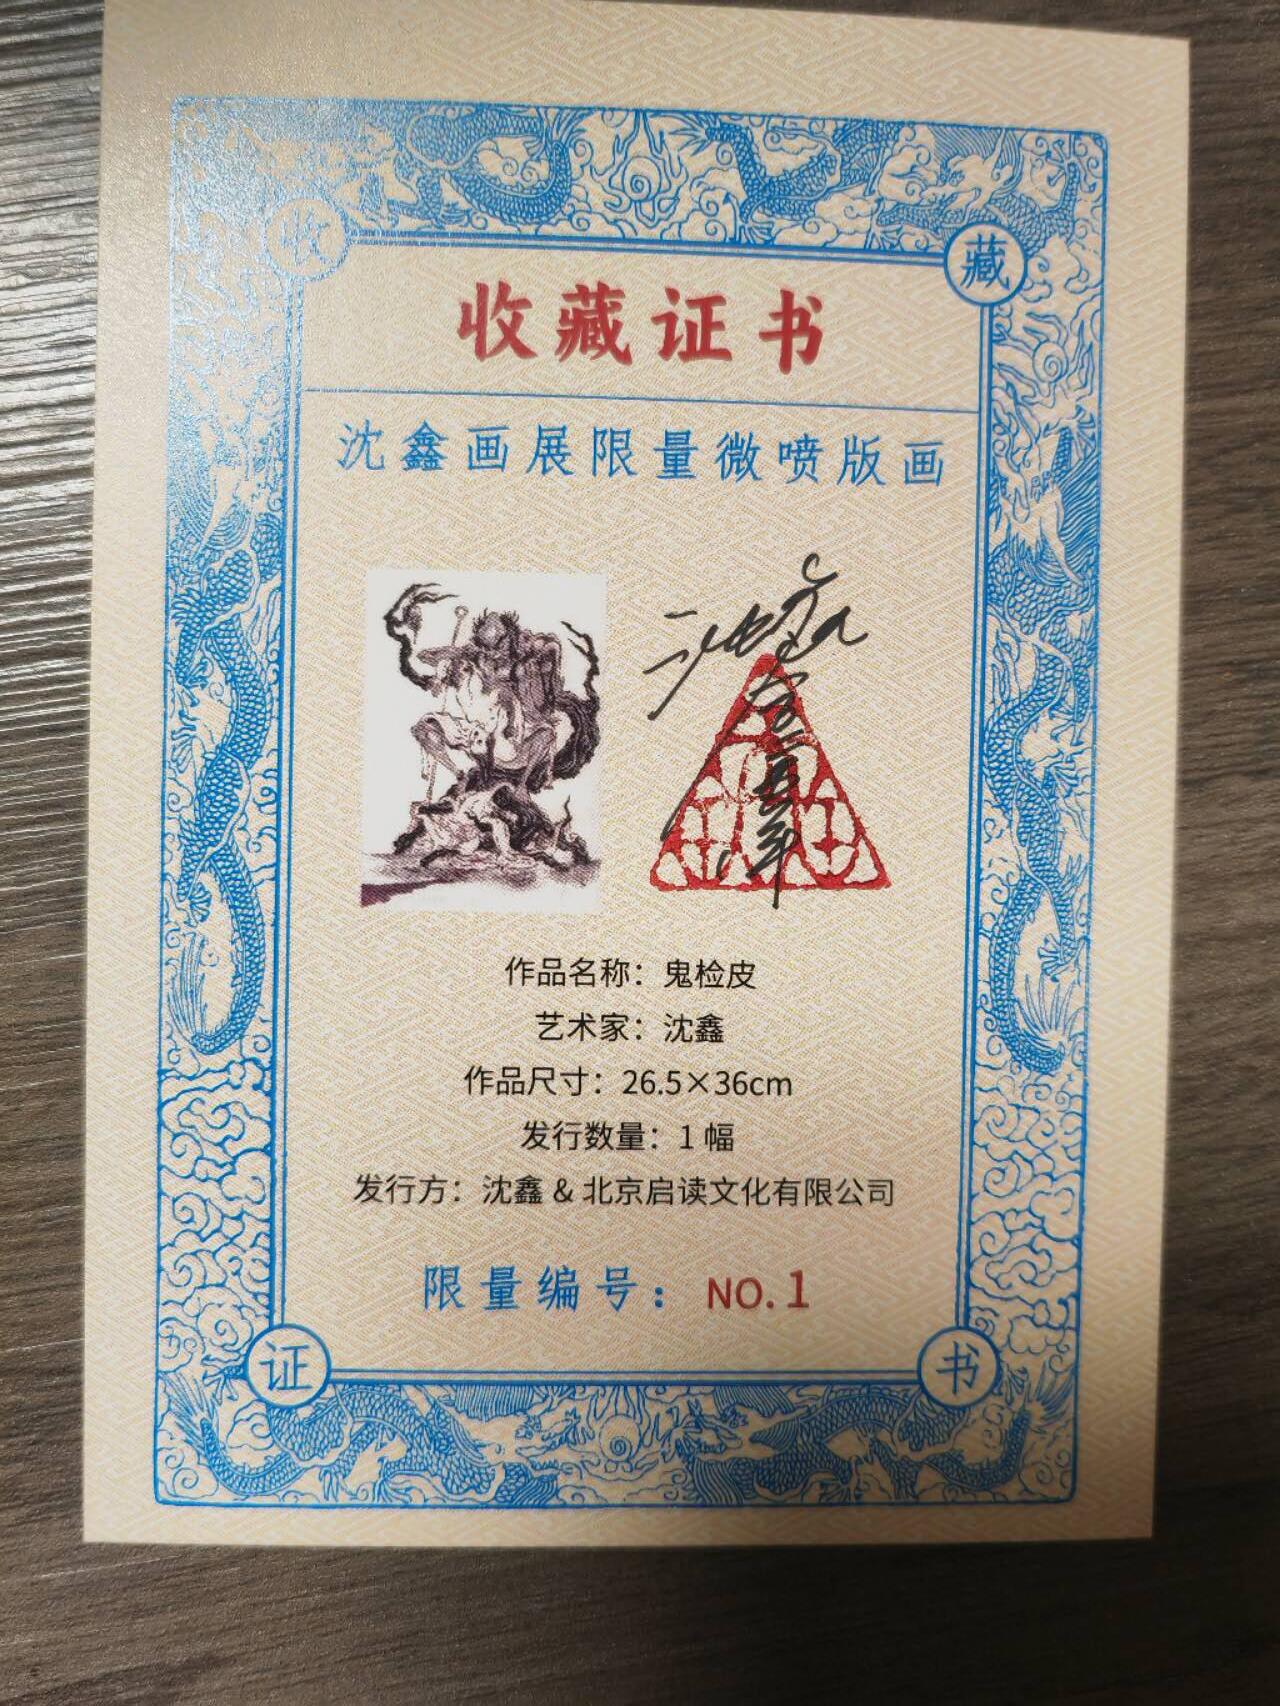 收 藏
收藏证书
沈鑫画展限量微喷版画
沈鑫
作品名称：鬼检皮
艺术家：沈鑫
作品尺寸：26.5×36cm
发行数量：1 幅
发行方：沈鑫 & 北京启读文化有限公司
限量编号：NO.1
证 书